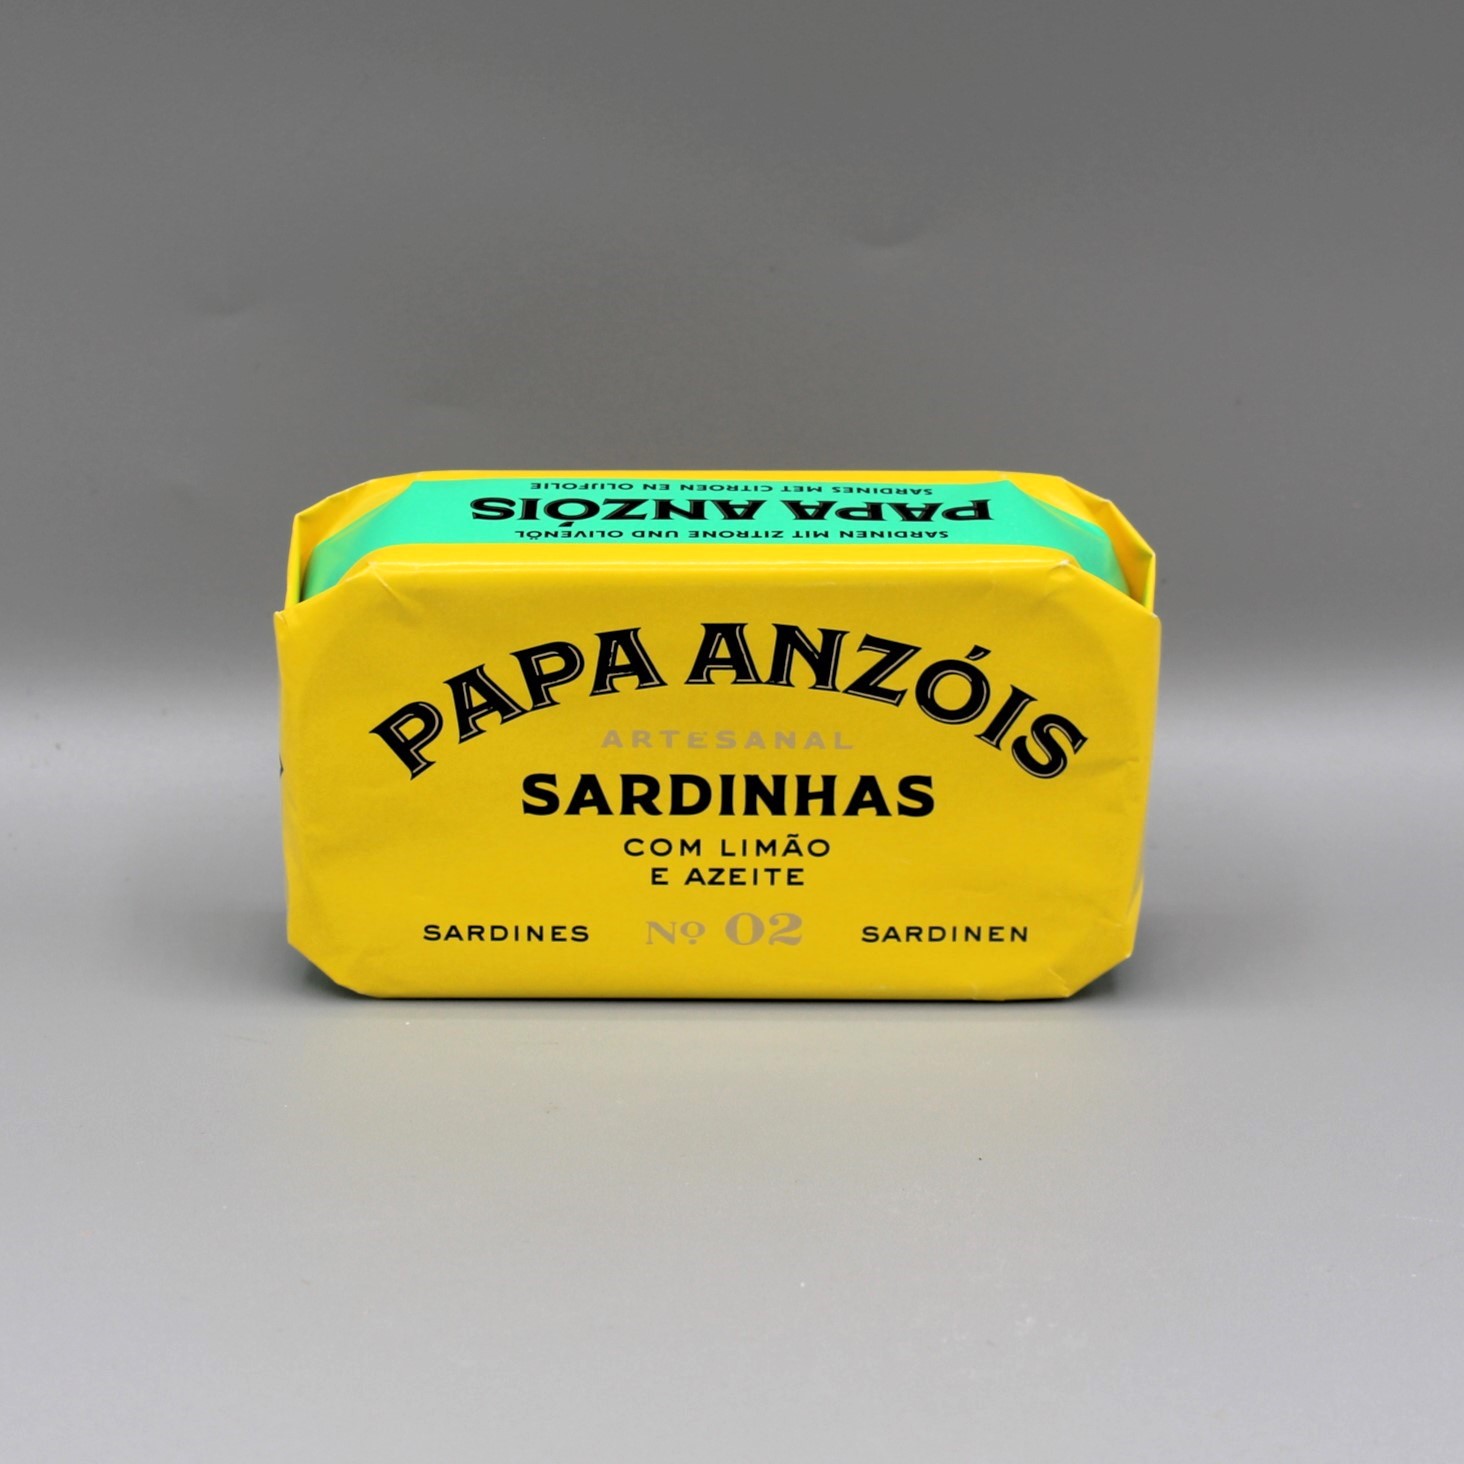 SARDINES MET CITROEN EN OLIJFOLIE
PAPA ANZÓIS
SARDINEN MIT ZITRONE UND OLIVENÖL
PAPA ANZÓIS
ARTESANAL
SARDINHAS
COM LIMÃO
E AZEITE
SARDINES Nº 02 SARDINEN